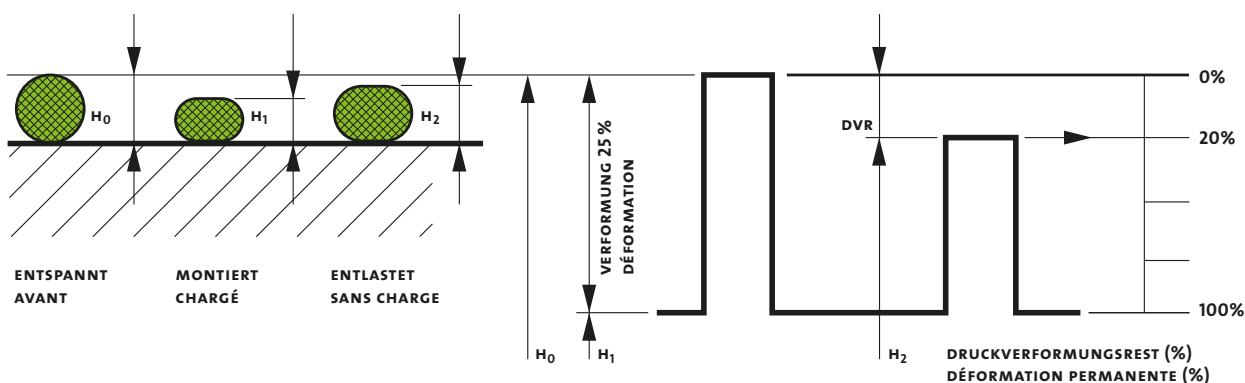 H0
H1
H2
ENTSPANNT
AVANT
MONTIERT
CHARGÉ
ENTLASTET
SANS CHARGE
VERFORMUNG 25 %
DÉFORMATION
H0
H1
DVR
H2
0%
20%
100%
DRUCKVERFORMUNGSREST (%)
DÉFORMATION PERMANENTE (%)